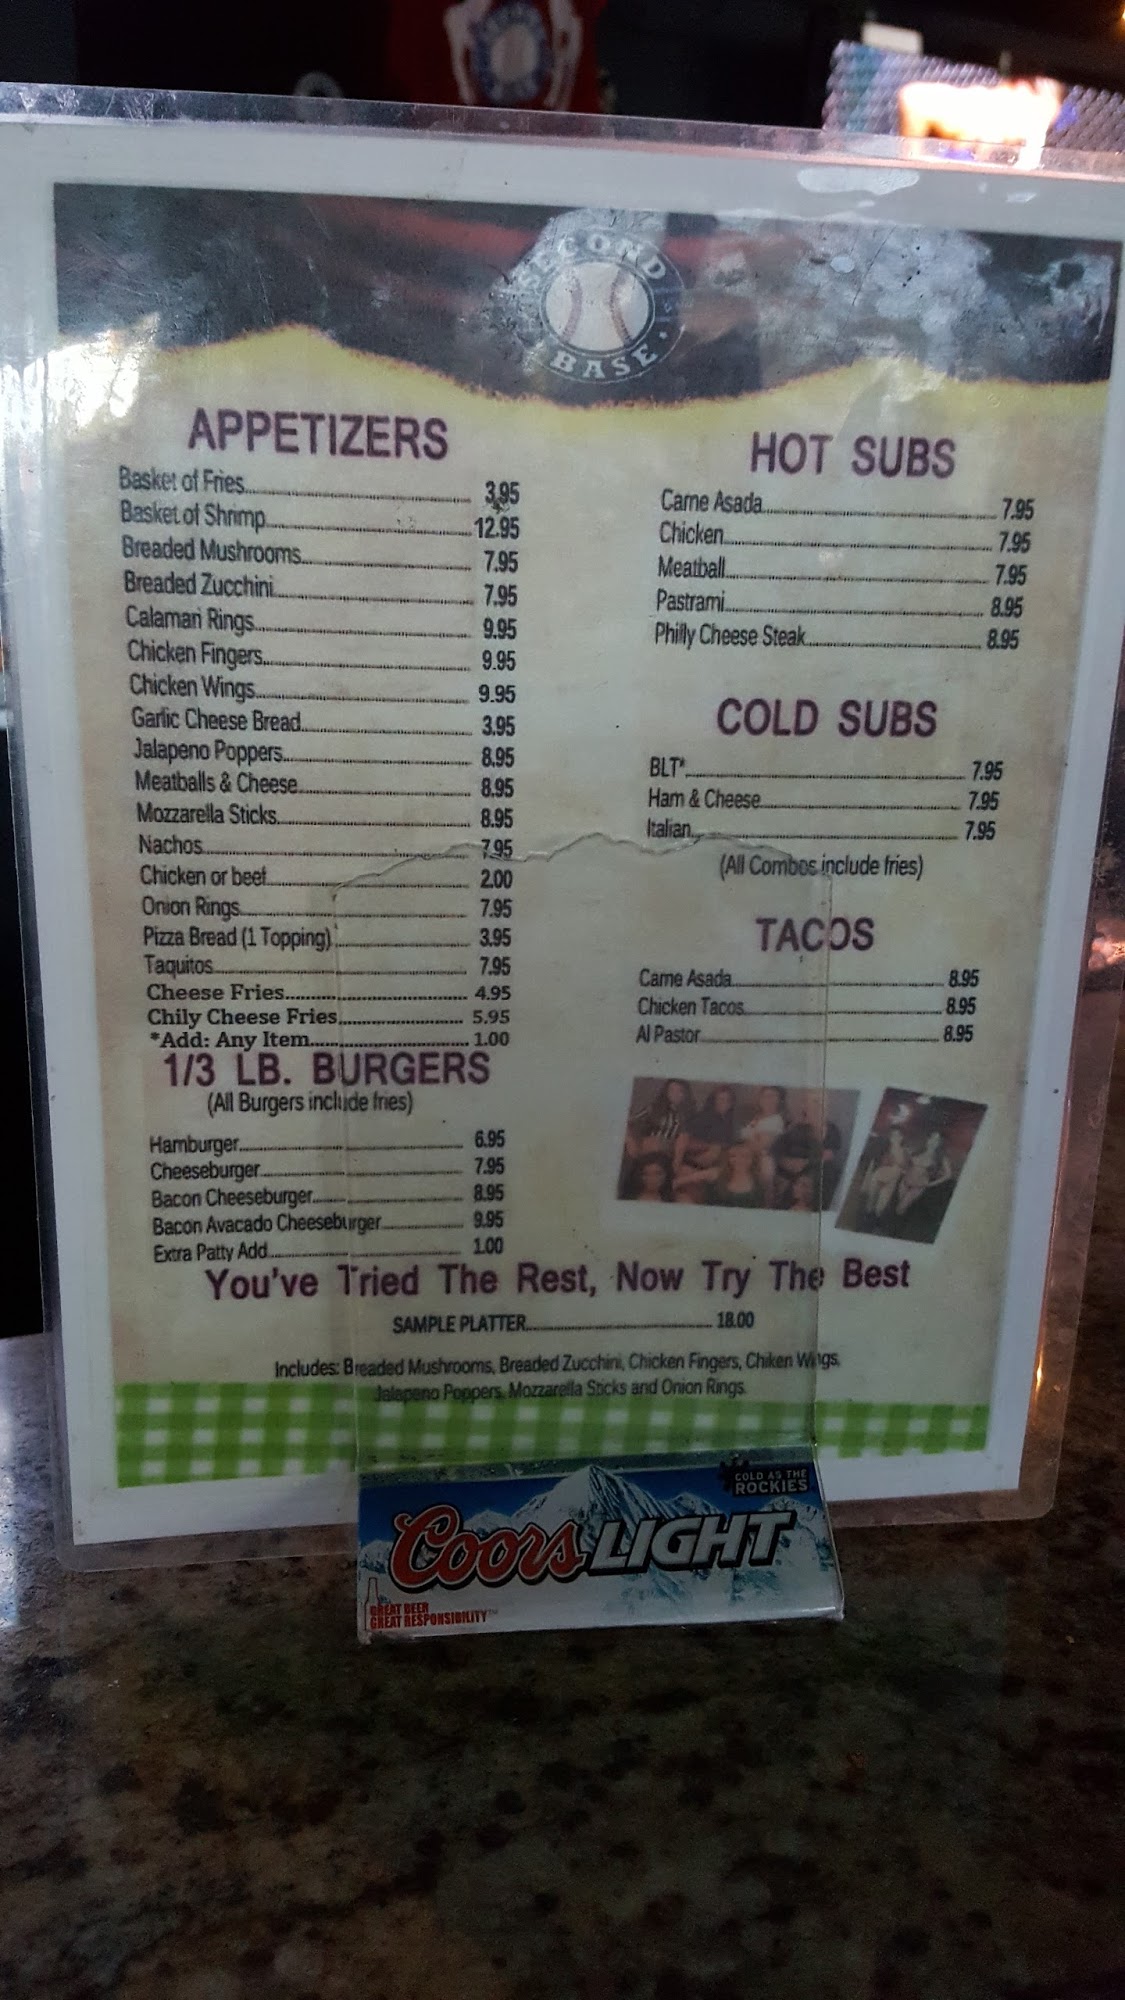 SECOND BASE
APPETIZERS
Basket of Fries 3.95
Basket of Shrimp 12.95
Breaded Mushrooms 7.95
Breaded Zucchini 7.95
Calamari Rings 9.95
Chicken Fingers 9.95
Chicken Wings 9.95
Garlic Cheese Bread 3.95
Jalapeno Poppers 8.95
Meatballs & Cheese 8.95
Mozzarella Sticks 8.95
Nachos 7.95
Chicken or beef 2.00
Onion Rings 7.95
Pizza Bread (1 Topping) 3.95
Taquitos 7.95
Cheese Fries 4.95
Chily Cheese Fries 5.95
*Add: Any Item 1.00
1/3 LB. BURGERS
(All Burgers include fries)
Hamburger 6.95
Cheeseburger 7.95
Bacon Cheeseburger 8.95
Bacon Avacado Cheeseburger 9.95
Extra Patty Add 1.00
HOT SUBS
Carne Asada 7.95
Chicken 7.95
Meatball 7.95
Pastrami 8.95
Philly Cheese Steak 8.95
COLD SUBS
BLT* 7.95
Ham & Cheese 7.95
Italian 7.95
(All Combos include fries)
TACOS
Carne Asada 8.95
Chicken Tacos 8.95
Al Pastor 8.95
You've Tried The Rest, Now Try The Best
SAMPLE PLATTER 18.00
Includes: Breaded Mushrooms, Breaded Zucchini, Chicken Fingers, Chiken Wings,
Jalapeno Poppers, Mozzarella Sticks and Onion Rings.
COLD AS THE
ROCKIES
Coors LIGHT
GREAT BEER
GREAT RESPONSIBILITY™